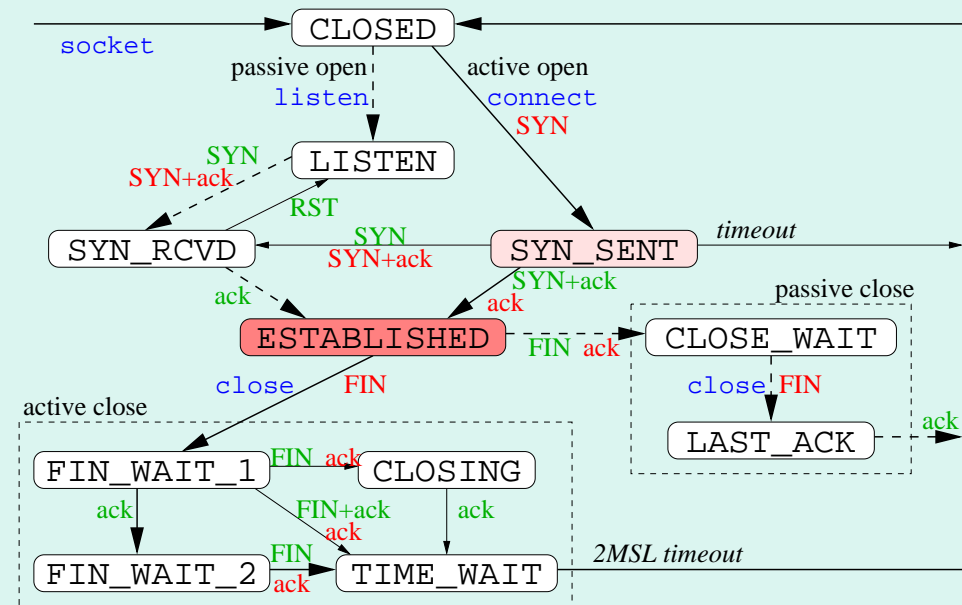 CLOSED
socket
passive open
active open
listen
connect
SYN
LISTEN
SYN
SYN+ack
RST
SYN_RCVD
SYN
SYN+ack
SYN_SENT
timeout
ack
SYN+ack
ack
passive close
ESTABLISHED
FIN ack
CLOSE_WAIT
close FIN
close FIN
active close
LAST_ACK
ack
FIN_WAIT_1
FIN ack
CLOSING
ack
FIN+ack
ack
ack
FIN_WAIT_2
FIN
ack
TIME_WAIT
2MSL timeout